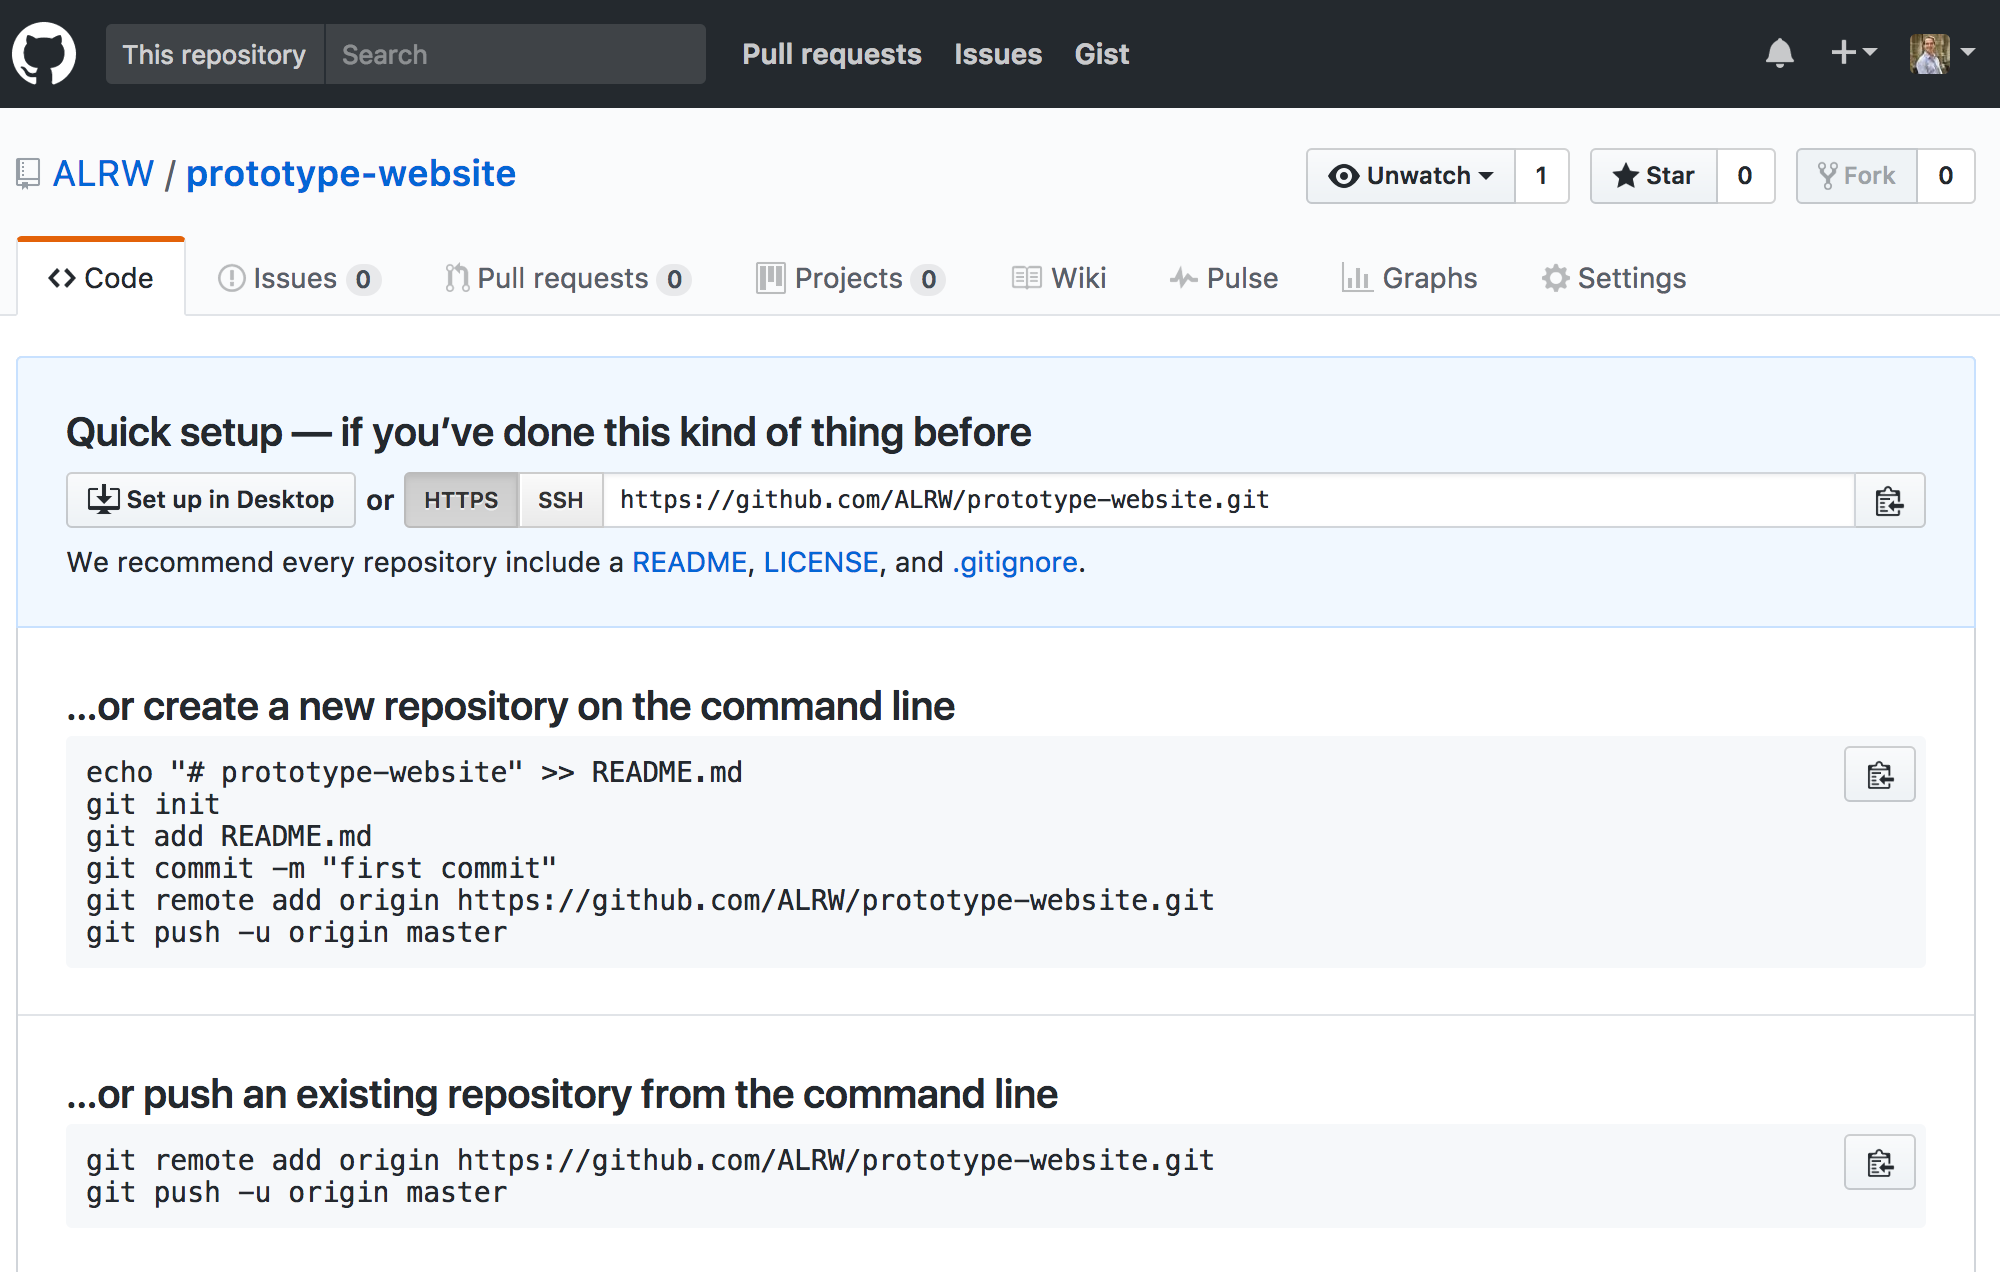 This repository Search Pull requests Issues Gist
ALRW / prototype-website Unwatch 1 Star 0 Fork 0
Code Issues 0 Pull requests 0 Projects 0 Wiki Pulse Graphs Settings
Quick setup — if you’ve done this kind of thing before
Set up in Desktop or HTTPS SSH https://github.com/ALRW/prototype-website.git
We recommend every repository include a README, LICENSE, and .gitignore.
…or create a new repository on the command line
echo "# prototype-website" >> README.md
git init
git add README.md
git commit -m "first commit"
git remote add origin https://github.com/ALRW/prototype-website.git
git push -u origin master
…or push an existing repository from the command line
git remote add origin https://github.com/ALRW/prototype-website.git
git push -u origin master